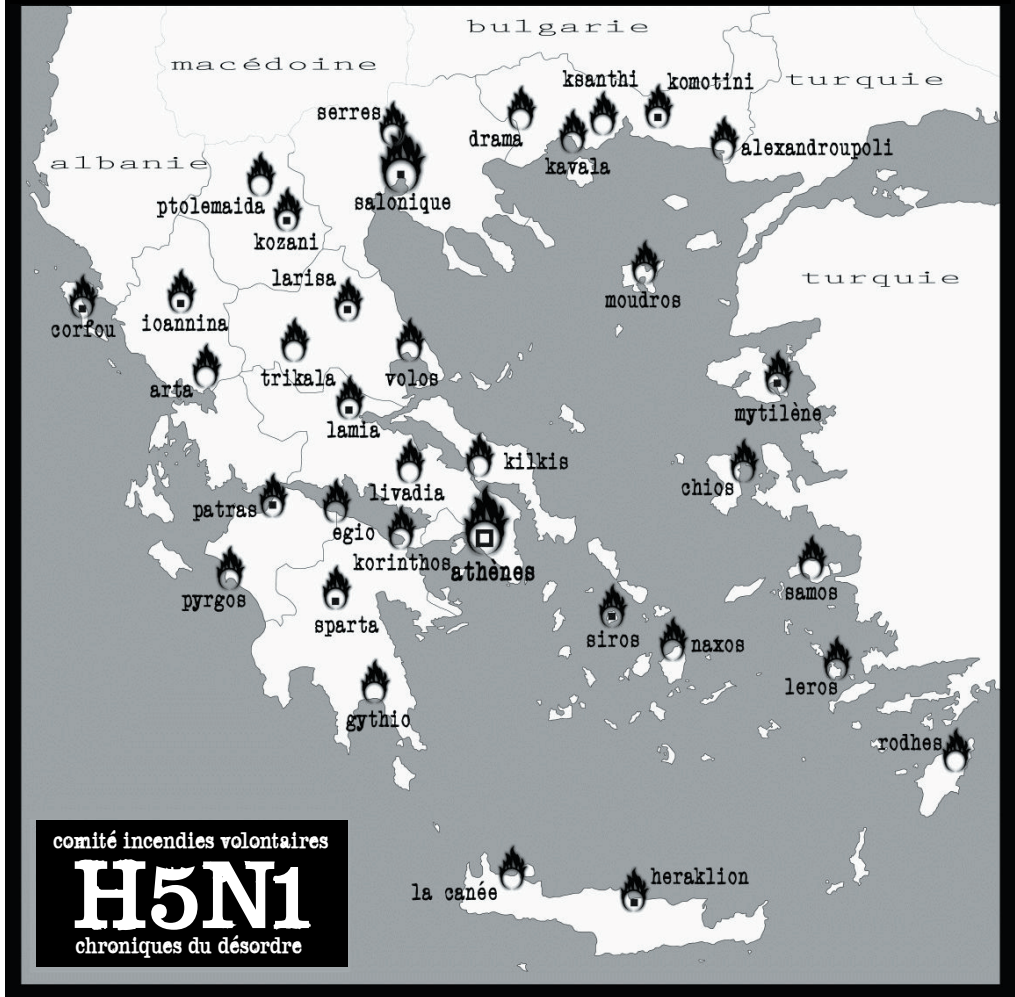 bulgarie
macédoine
turquie
albanie
ksanthi
komotini
serres
drama
kavala
alexandroupoli
salonique
ptolemaida
kozani
larisa
turquie
moudros
corfou
ioannina
trikala
volos
arta
mytilène
lamia
kilkis
livadia
chios
patras
egio
korinthos
athènes
pyrgos
sparta
samos
siros
naxos
leros
gythio
rodhes
la canée
heraklion
comité incendies volontaires
H5N1
chroniques du désordre